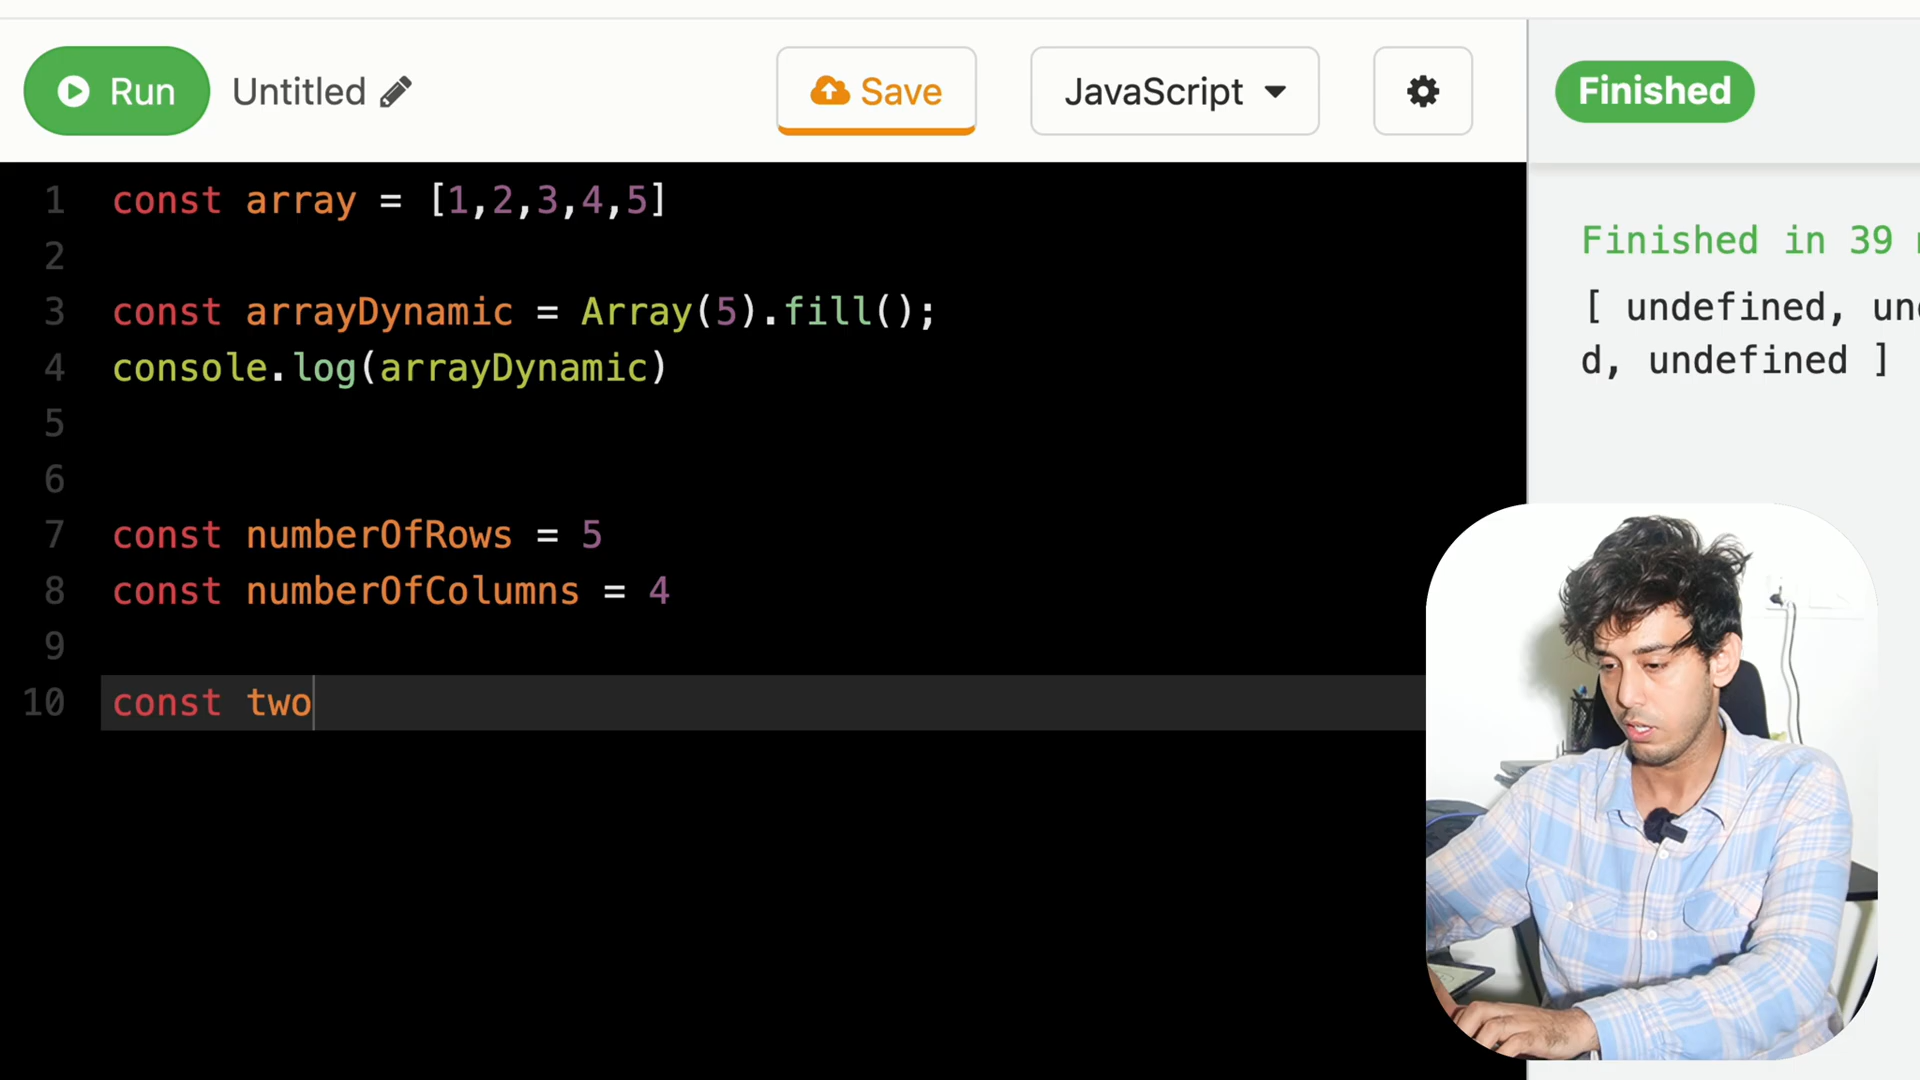 Run Untitled Save JavaScript Finished
1 const array = [1,2,3,4,5]
2
3 const arrayDynamic = Array(5).fill();
4 console.log(arrayDynamic)
5
6
7 const numberOfRows = 5
8 const numberOfColumns = 4
9
10 const two
Finished in 39
[ undefined, und
d, undefined ]